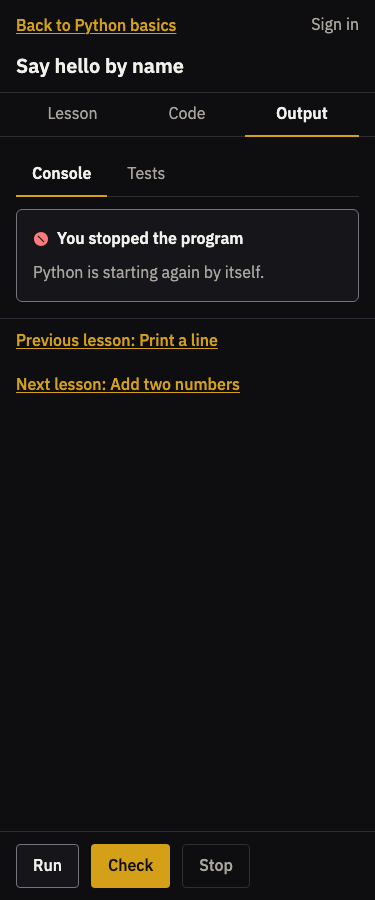 Back to Python basics
Sign in
Say hello by name
Lesson
Code
Output
Console
Tests
You stopped the program
Python is starting again by itself.
Previous lesson: Print a line
Next lesson: Add two numbers
Run
Check
Stop